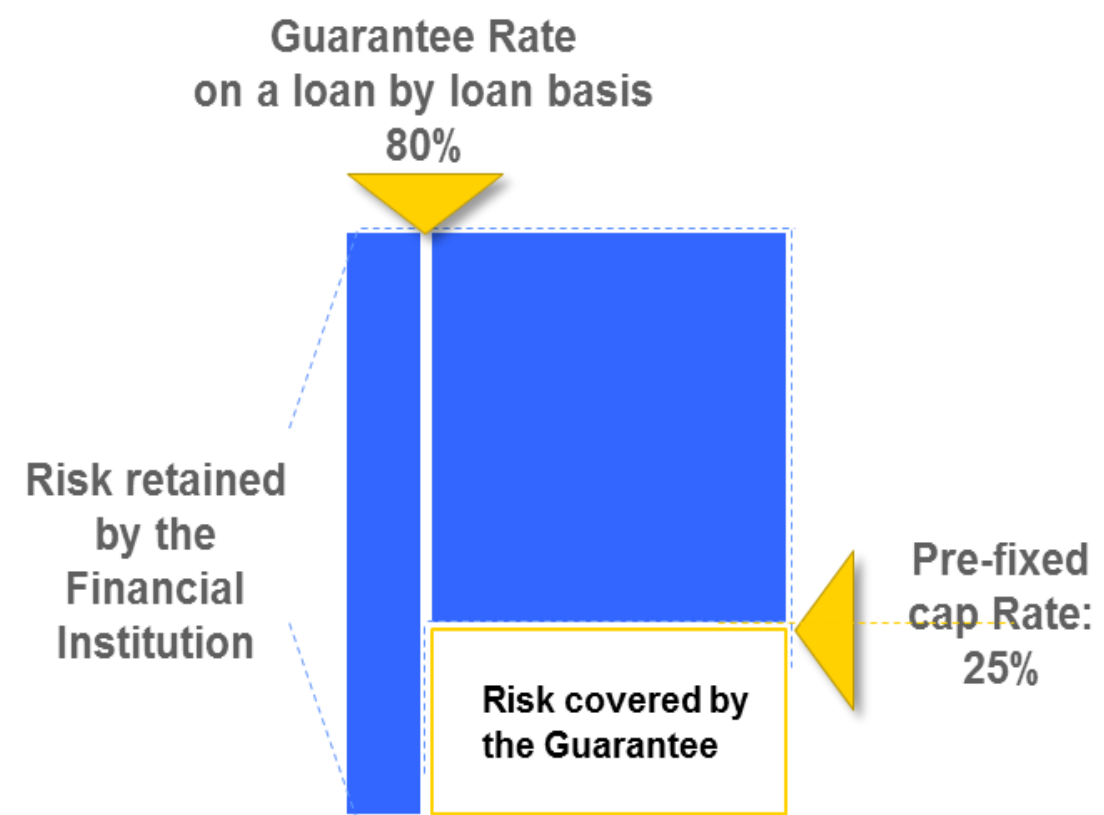 Guarantee Rate
on a loan by loan basis
80%
Risk retained
by the
Financial
Institution
Pre-fixed
cap Rate:
25%
Risk covered by
the Guarantee